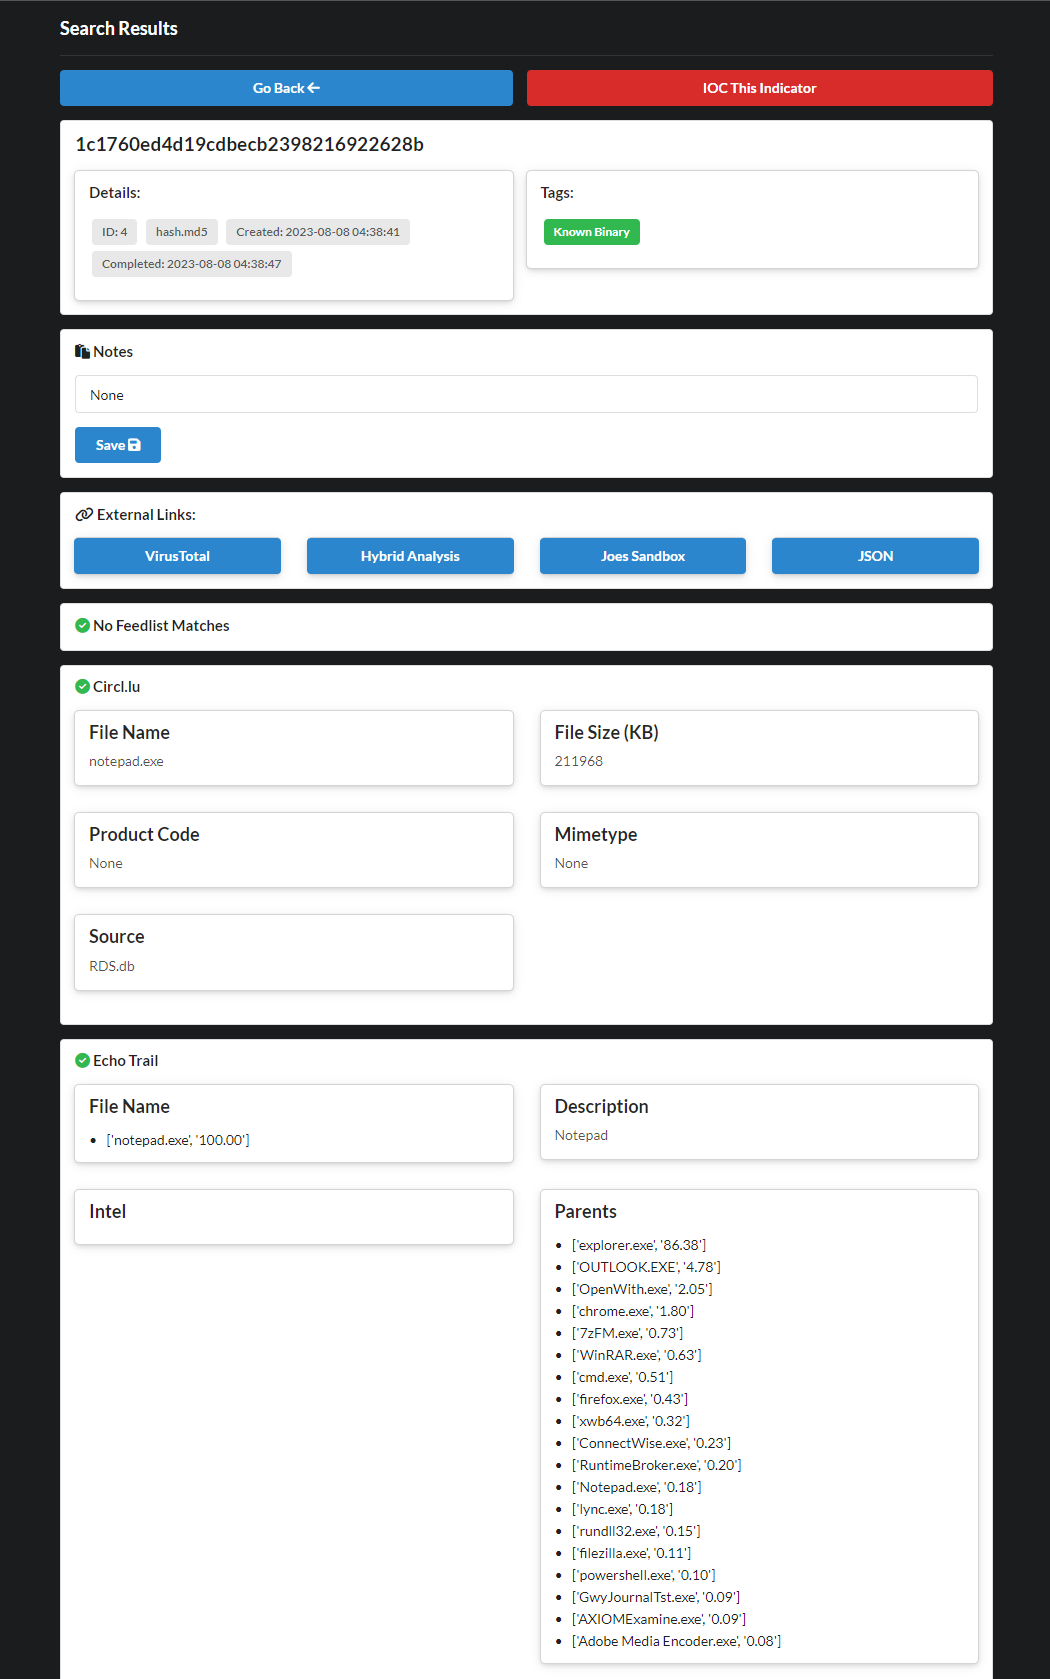 Search Results
Go Back
IOC This Indicator
1c1760ed4d19cdbecb2398216922628b
Details:
ID: 4
hash.md5
Created: 2023-08-08 04:38:41
Completed: 2023-08-08 04:38:47
Tags:
Known Binary
Notes
None
Save
External Links:
VirusTotal
Hybrid Analysis
Joes Sandbox
JSON
No Feedlist Matches
Circl.lu
File Name
notepad.exe
File Size (KB)
211968
Product Code
None
Mimetype
None
Source
RDS.db
Echo Trail
File Name
• ['notepad.exe', '100.00']
Description
Notepad
Intel
Parents
• ['explorer.exe', '86.38']
• ['OUTLOOK.EXE', '4.78']
• ['OpenWith.exe', '2.05']
• ['chrome.exe', '1.80']
• ['7zFM.exe', '0.73']
• ['WinRAR.exe', '0.63']
• ['cmd.exe', '0.51']
• ['firefox.exe', '0.43']
• ['xwb64.exe', '0.32']
• ['ConnectWise.exe', '0.23']
• ['RuntimeBroker.exe', '0.20']
• ['Notepad.exe', '0.18']
• ['lync.exe', '0.18']
• ['rundll32.exe', '0.15']
• ['filezilla.exe', '0.11']
• ['powershell.exe', '0.10']
• ['GwyJournalTst.exe', '0.09']
• ['AXIOMExamine.exe', '0.09']
• ['Adobe Media Encoder.exe', '0.08']